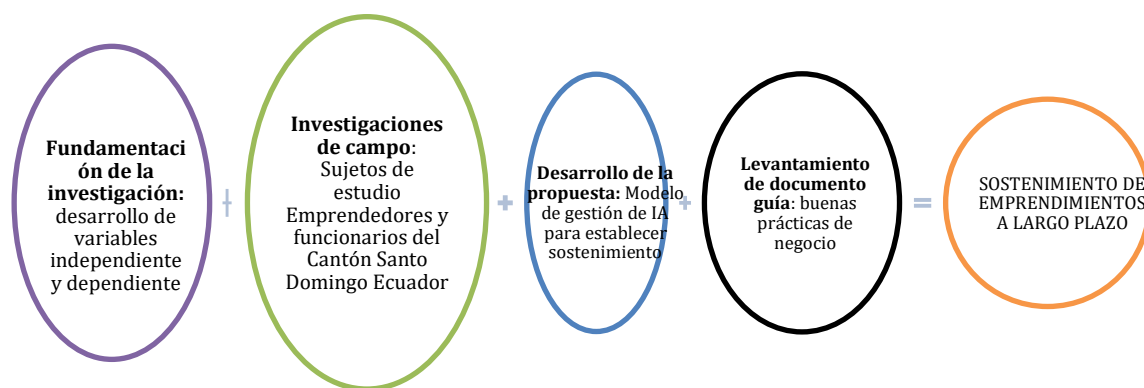 Fundamentaci
ón de la
investigación:
desarrollo de
variables
independiente
y dependiente
+
Investigaciones
de campo:
Sujetos de
estudio
Emprendedores y
funcionarios del
Cantón Santo
Domingo Ecuador
+
Desarrollo de la
propuesta: Modelo
de gestión de IA
para establecer
sostenimiento
+
Levantamiento
de documento
guía: buenas
prácticas de
negocio
=
SOSTENIMIENTO DE
EMPRENDIMIENTOS
A LARGO PLAZO